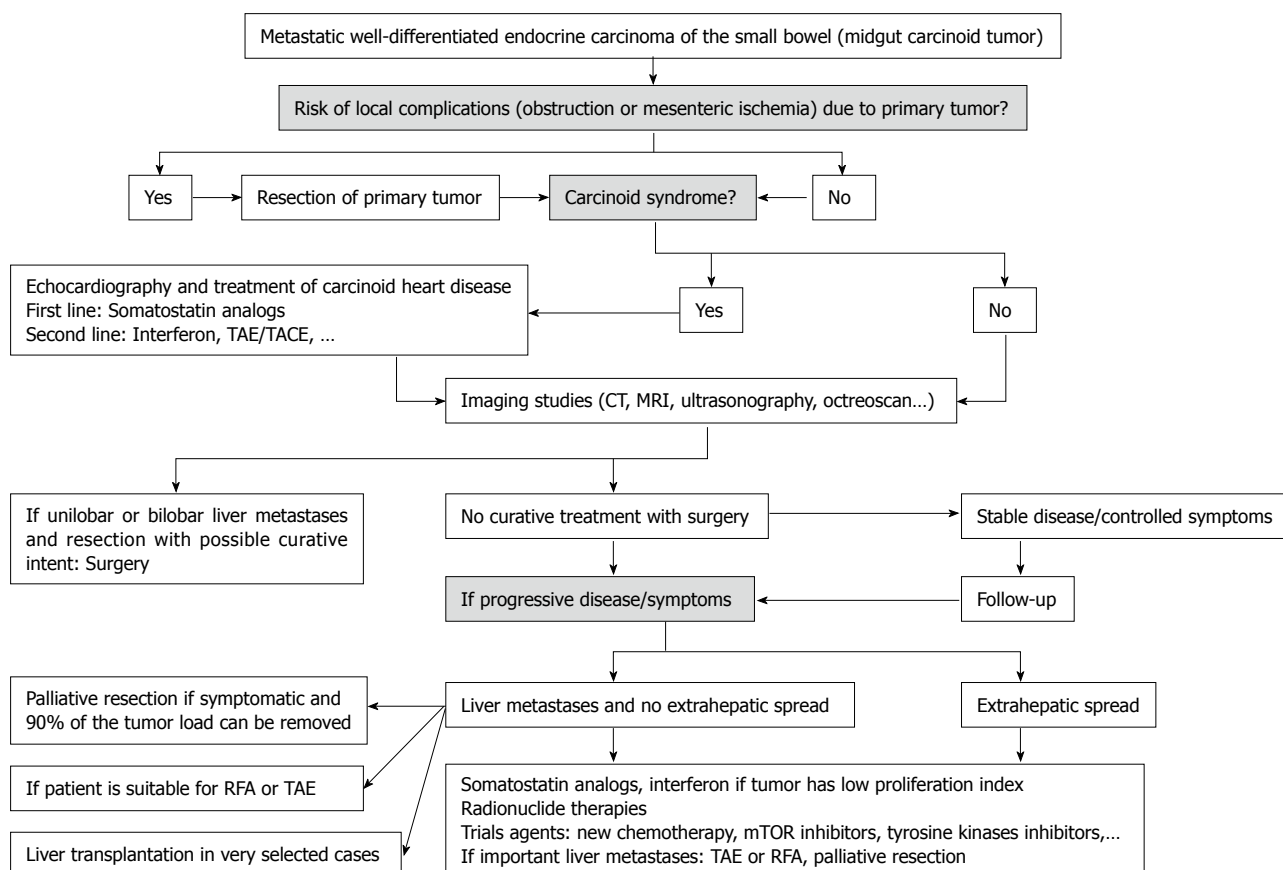 Metastatic well-differentiated endocrine carcinoma of the small bowel (midgut carcinoid tumor)
Risk of local complications (obstruction or mesenteric ischemia) due to primary tumor?
Yes
Resection of primary tumor
Carcinoid syndrome?
No
Echocardiography and treatment of carcinoid heart disease
First line: Somatostatin analogs
Second line: Interferon, TAE/TACE, ...
Yes
No
Imaging studies (CT, MRI, ultrasonography, octreoscan...)
If unilobar or bilobar liver metastases
and resection with possible curative
intent: Surgery
No curative treatment with surgery
Stable disease/controlled symptoms
If progressive disease/symptoms
Follow-up
Palliative resection if symptomatic and
90% of the tumor load can be removed
Liver metastases and no extrahepatic spread
Extrahepatic spread
If patient is suitable for RFA or TAE
Liver transplantation in very selected cases
Somatostatin analogs, interferon if tumor has low proliferation index
Radionuclide therapies
Trials agents: new chemotherapy, mTOR inhibitors, tyrosine kinases inhibitors,...
If important liver metastases: TAE or RFA, palliative resection